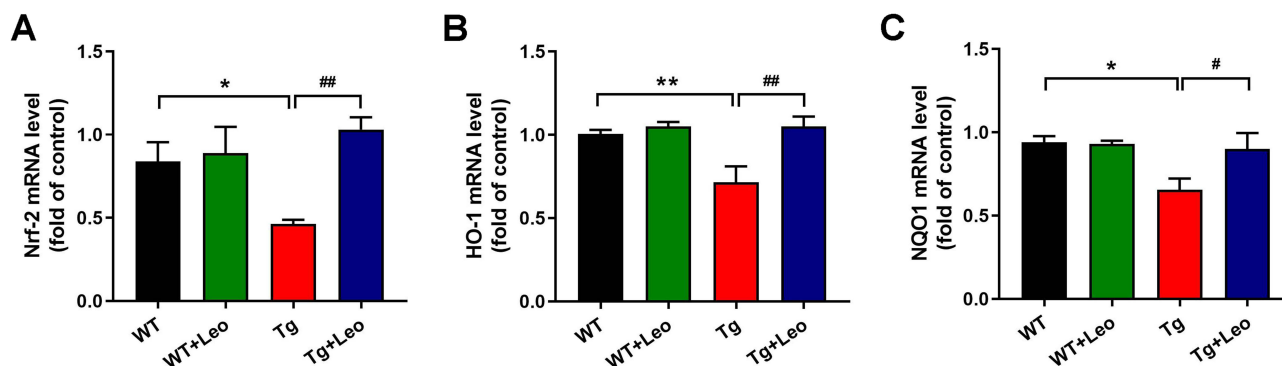 A
Nrf-2 mRNA level
(fold of control)
1.5
1.0
0.5
0.0
*
##
WT
WT+Leo
Tg
Tg+Leo
B
HO-1 mRNA level
(fold of control)
1.5
1.0
0.5
0.0
**
##
WT
WT+Leo
Tg
Tg+Leo
C
NQO1 mRNA level
(fold of control)
1.5
1.0
0.5
0.0
*
#
WT
WT+Leo
Tg
Tg+Leo